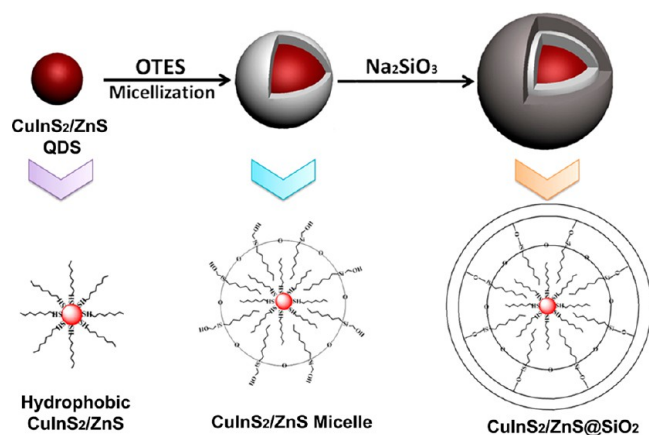 OTES
Micellization
Na₂SiO₃
CuInS₂/ZnS
QDS
Hydrophobic
CuInS₂/ZnS
CuInS₂/ZnS Micelle
CuInS₂/ZnS@SiO₂